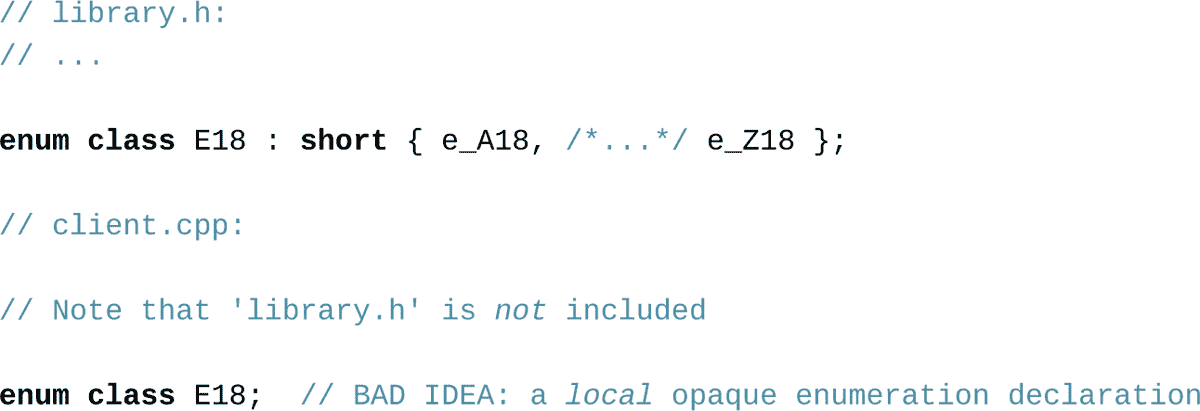 // library.h:
// ...
enum class E18 : short { e_A18, /*...*/ e_Z18 };
// client.cpp:
// Note that 'library.h' is not included
enum class E18;  // BAD IDEA: a local opaque enumeration declaration